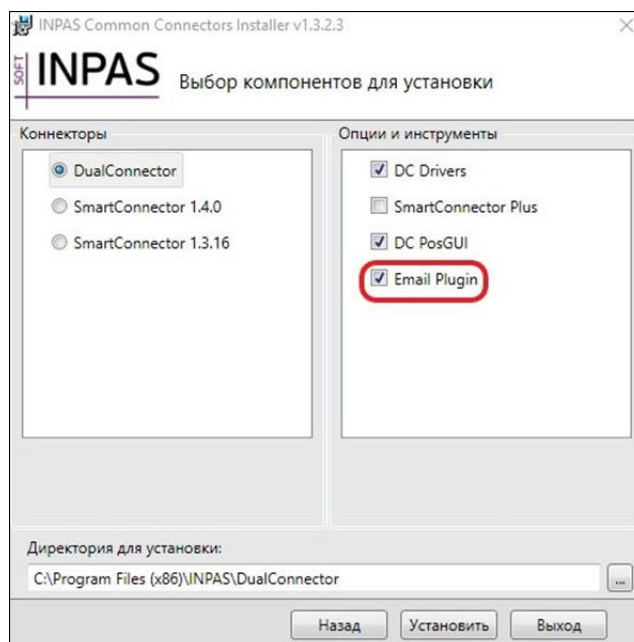 INPAS Common Connectors Installer v1.3.2.3
SOFT INPAS
Выбор компонентов для установки
Коннекторы
DualConnector
SmartConnector 1.4.0
SmartConnector 1.3.16
Опции и инструменты
DC Drivers
SmartConnector Plus
DC PosGUI
Email Plugin
Директория для установки:
C:\Program Files (x86)\INPAS\DualConnector
...
Назад Установить Выход